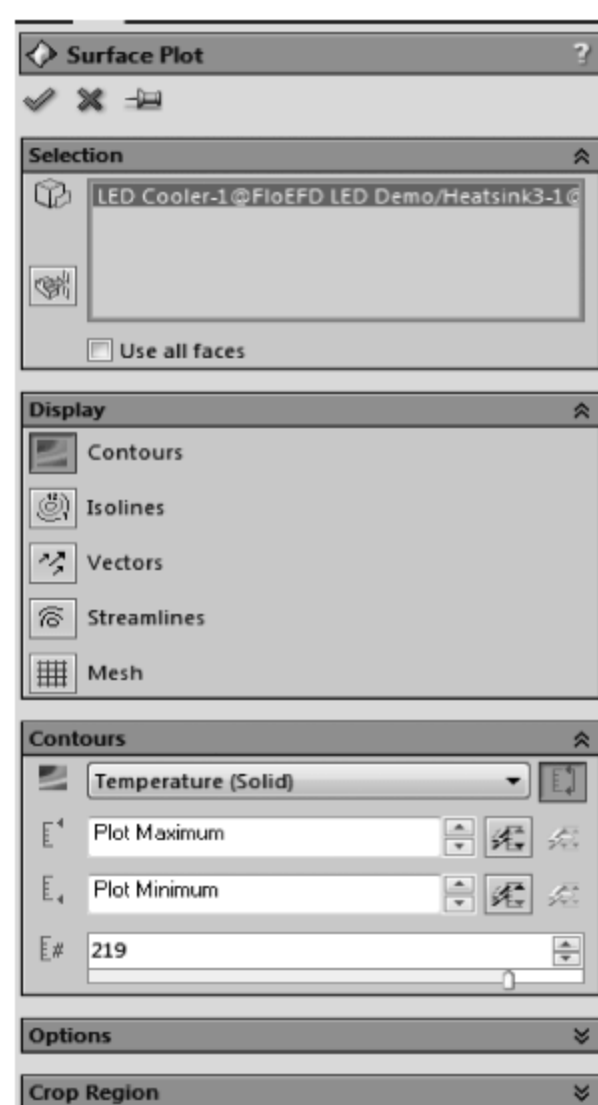 Surface Plot ?
Selection
LED Cooler-1@FloEFD LED Demo/Heatsink3-1@
Use all faces
Display
Contours
Isolines
Vectors
Streamlines
Mesh
Contours
Temperature (Solid)
Plot Maximum
Plot Minimum
# 219
Options
Crop Region